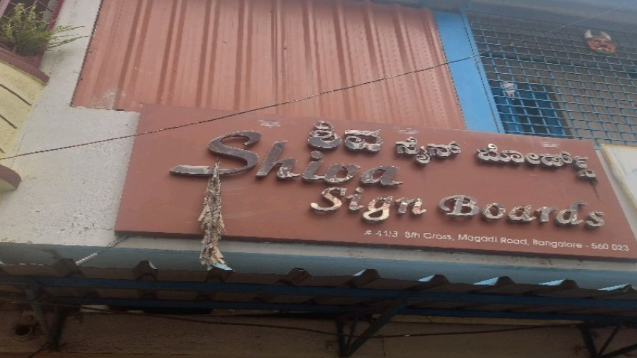 ಶಿವ ಸೈನ್ ಬೋರ್ಡ್ಸ್
Shiva
Sign Boards
# 41/3 8th Cross, Magadi Road, Bangalore - 560 023